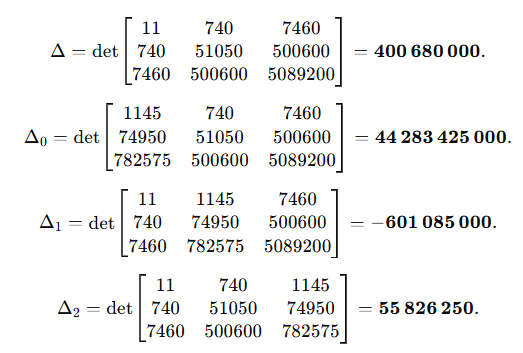 Δ = det [ 11 740 7460
740 51050 500600
7460 500600 5089200 ] = 400 680 000.
Δ₀ = det [ 1145 740 7460
74950 51050 500600
782575 500600 5089200 ] = 44 283 425 000.
Δ₁ = det [ 11 1145 7460
740 74950 500600
7460 782575 5089200 ] = −601 085 000.
Δ₂ = det [ 11 740 1145
740 51050 74950
7460 500600 782575 ] = 55 826 250.